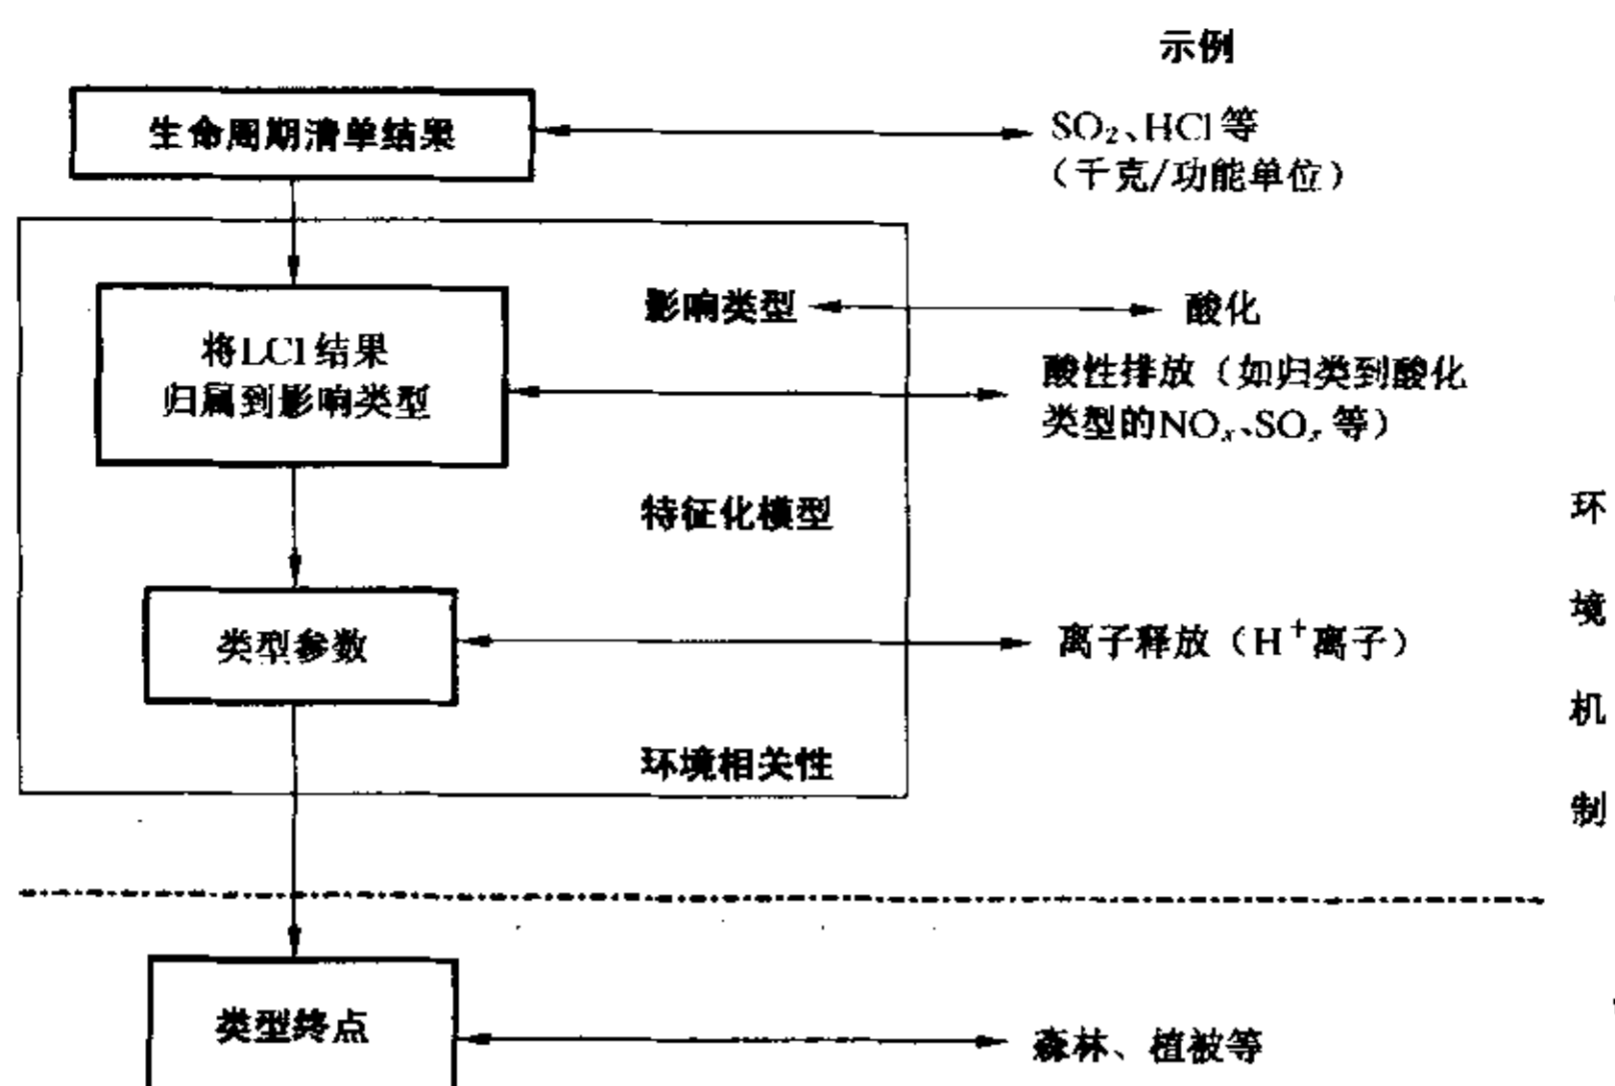 示例
生命周期清单结果
SO₂、HCl 等
（千克/功能单位）
影响类型
酸化
将LCI 结果
归属到影响类型
酸性排放（如归类到酸化
类型的NOₓ、SOₓ 等）
特征化模型
环
境
机
制
类型参数
离子释放（H⁺离子）
环境相关性
类型终点
森林、植被等